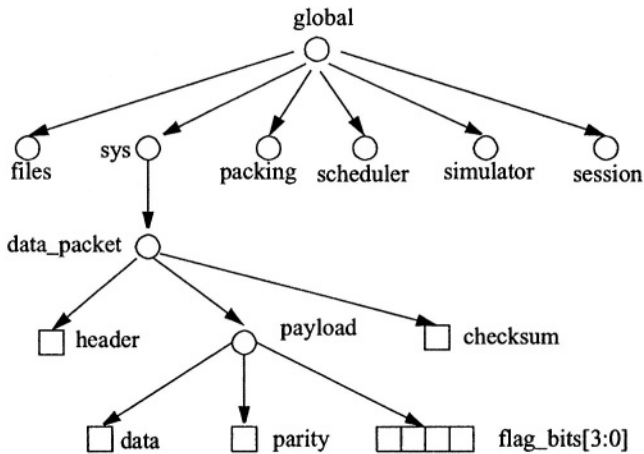 global
files
sys
packing
scheduler
simulator
session
data_packet
header
payload
checksum
data
parity
flag_bits[3:0]